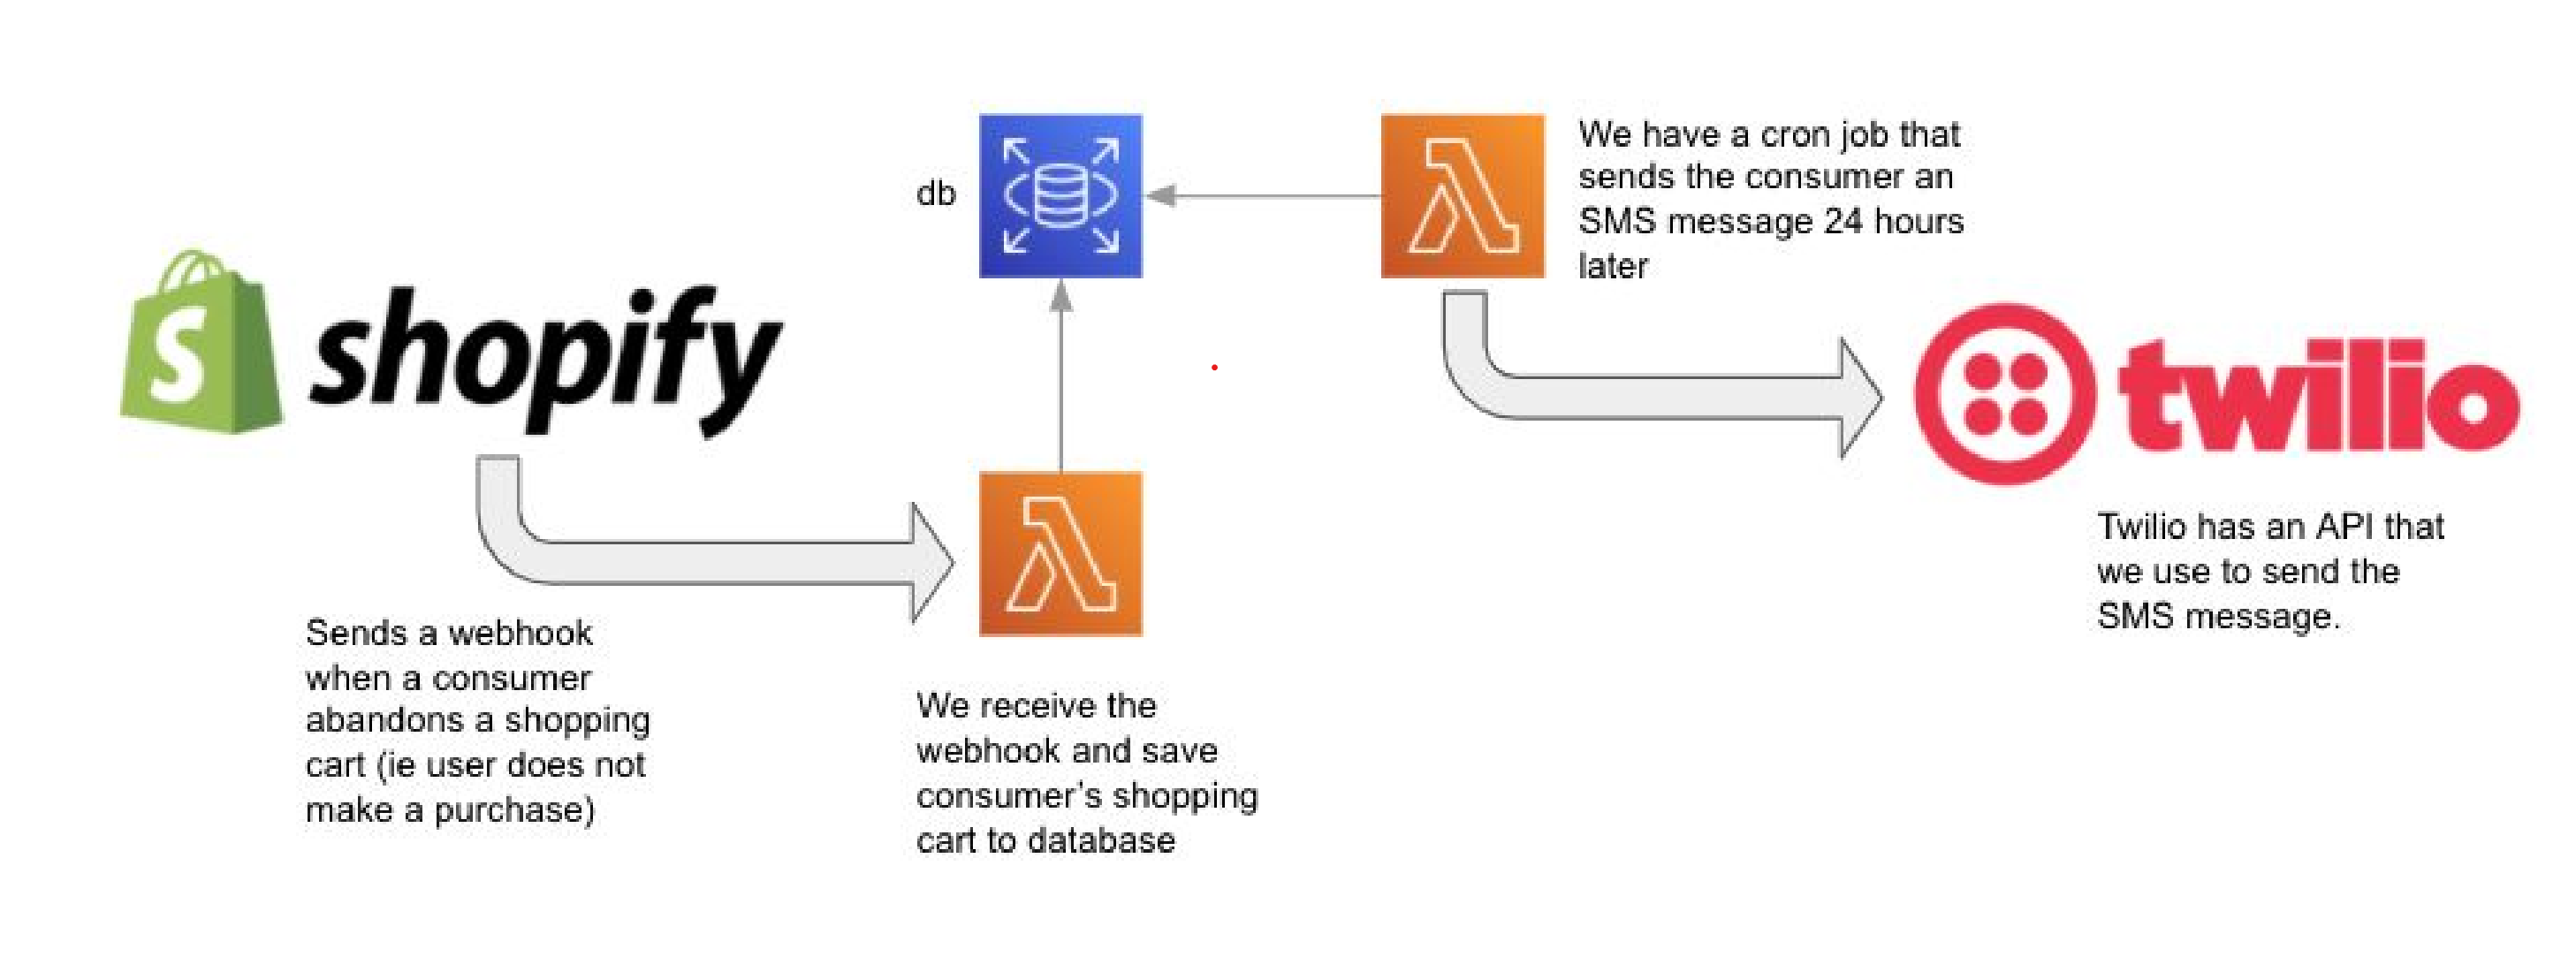 shopify
Sends a webhook
when a consumer
abandons a shopping
cart (ie user does not
make a purchase)
db
We receive the
webhook and save
consumer's shopping
cart to database
We have a cron job that
sends the consumer an
SMS message 24 hours
later
twilio
Twilio has an API that
we use to send the
SMS message.